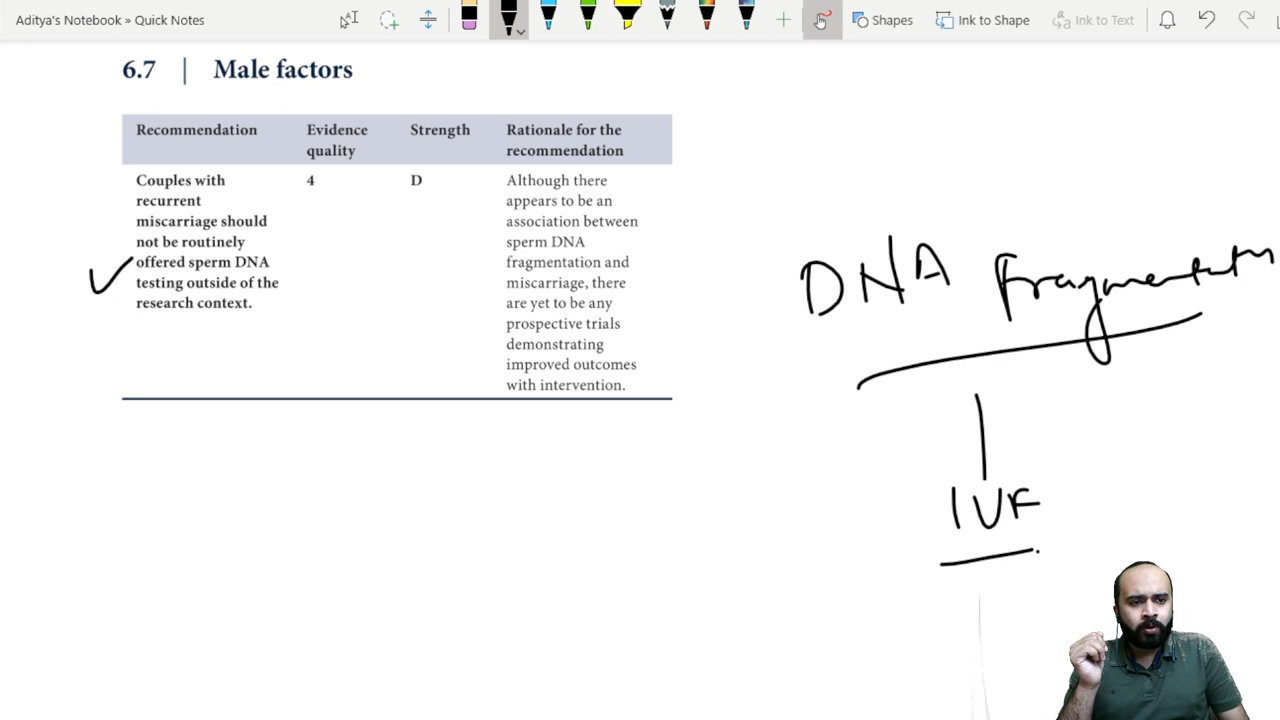 Aditya's Notebook » Quick Notes
Shapes
Ink to Shape
Ink to Text
6.7 | Male factors
Recommendation Evidence quality Strength Rationale for the recommendation
Couples with
recurrent
miscarriage should
not be routinely
offered sperm DNA
testing outside of the
research context.
4
D
Although there
appears to be an
association between
sperm DNA
fragmentation and
miscarriage, there
are yet to be any
prospective trials
demonstrating
improved outcomes
with intervention.
DNA
IVF